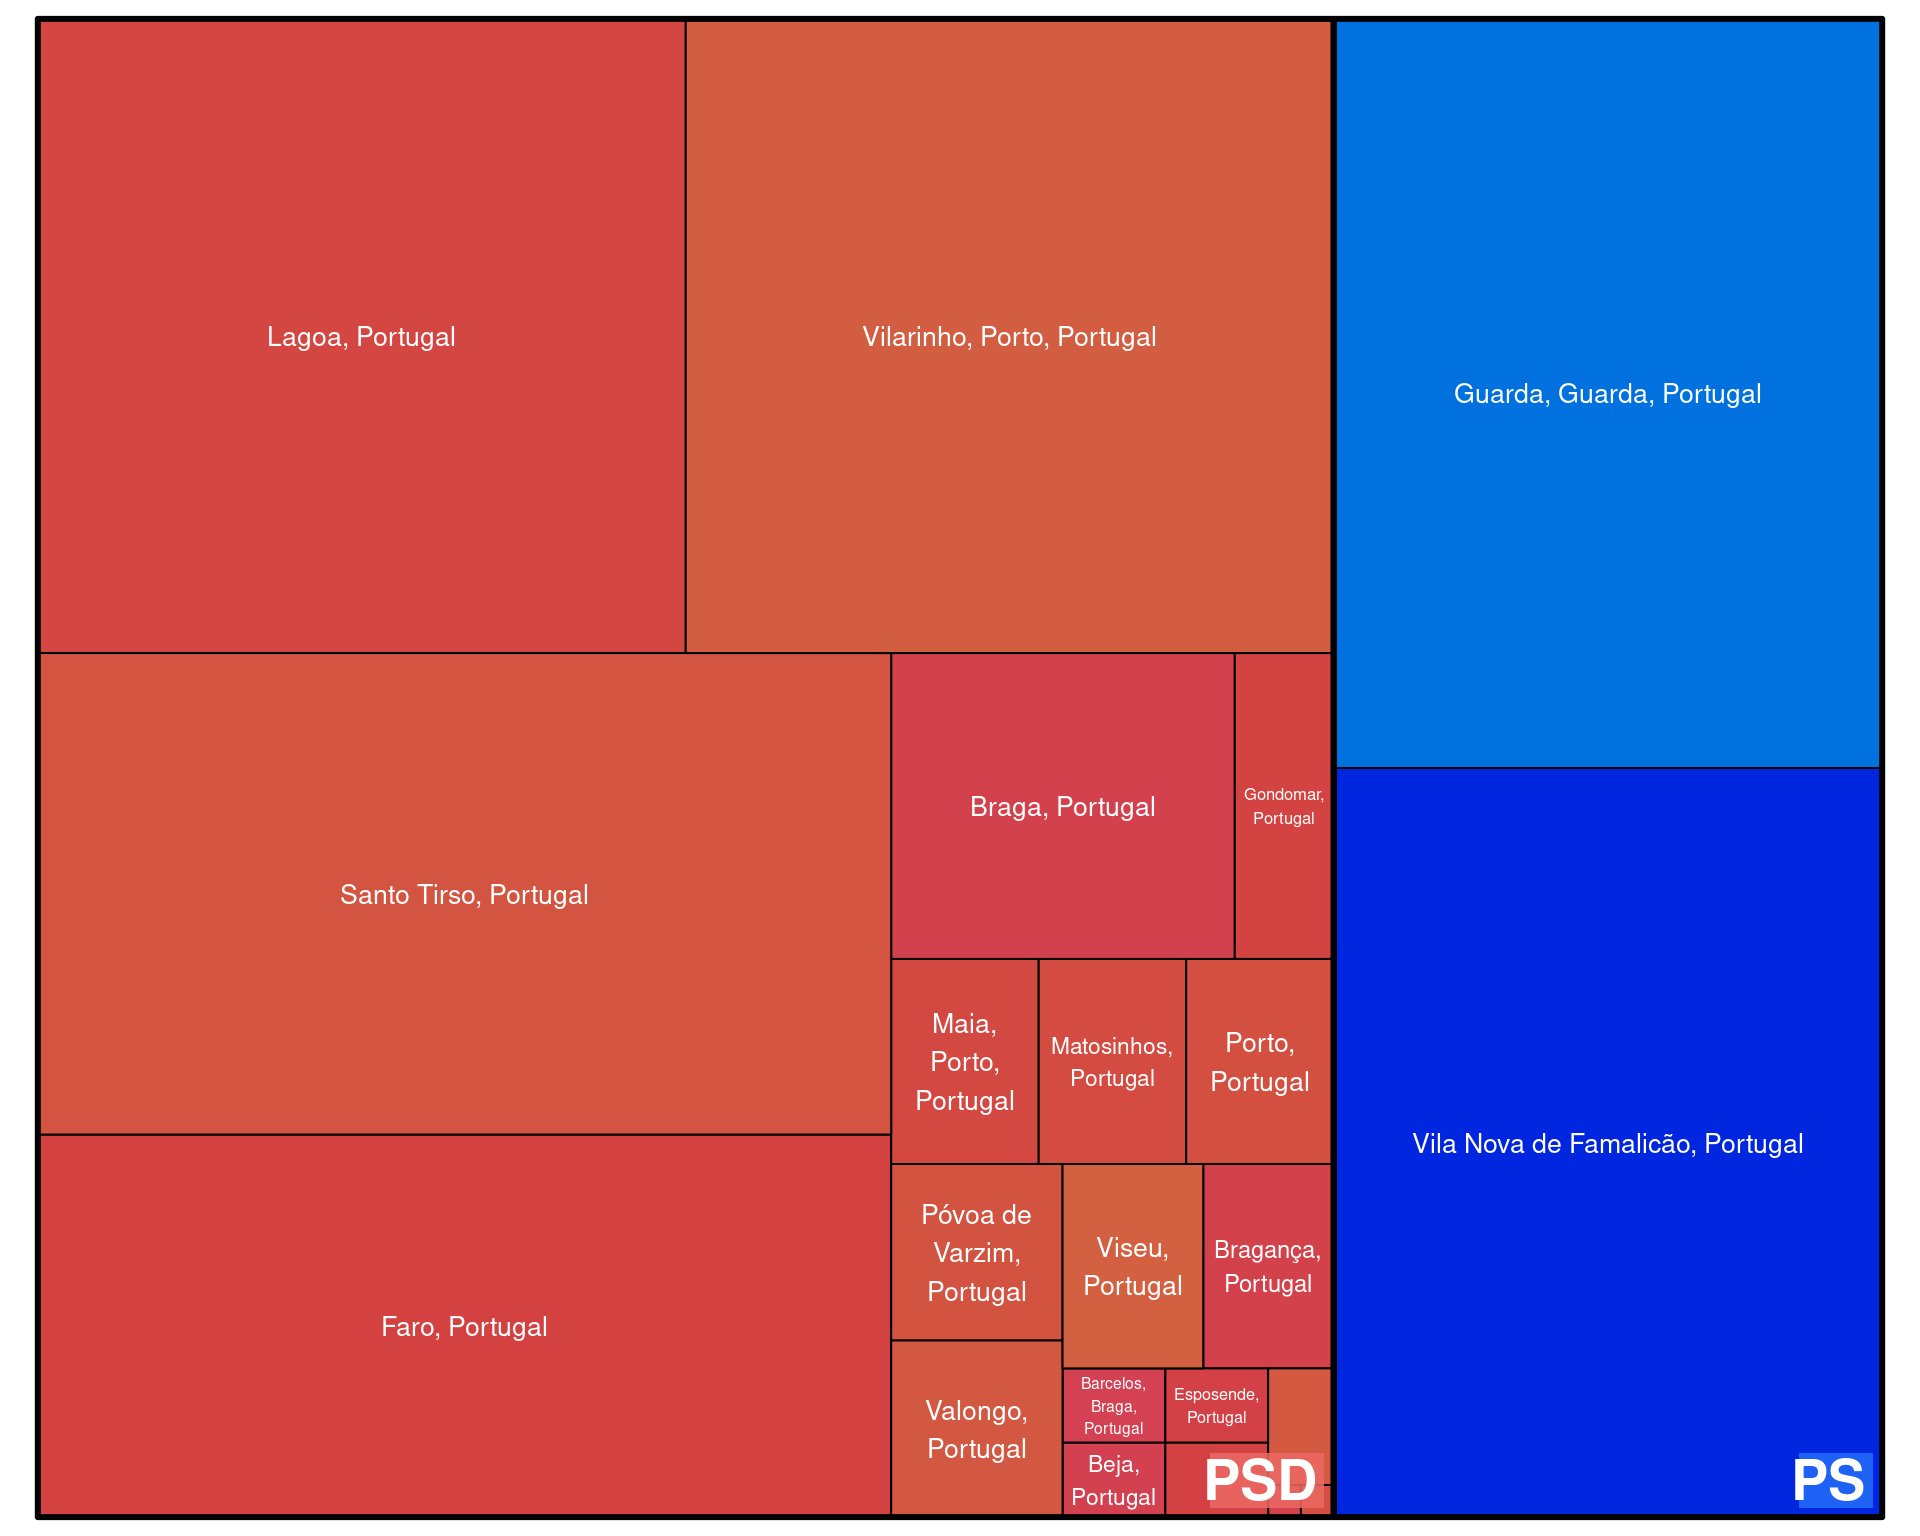 Lagoa, Portugal
Vilarinho, Porto, Portugal
Guarda, Guarda, Portugal
Santo Tirso, Portugal
Braga, Portugal
Gondomar,
Portugal
Maia,
Porto,
Portugal
Matosinhos,
Portugal
Porto,
Portugal
Vila Nova de Famalicão, Portugal
Póvoa de
Varzim,
Portugal
Viseu,
Portugal
Bragança,
Portugal
Faro, Portugal
Valongo,
Portugal
Barcelos,
Braga,
Portugal
Esposende,
Portugal
Beja,
Portugal
PSD
PS